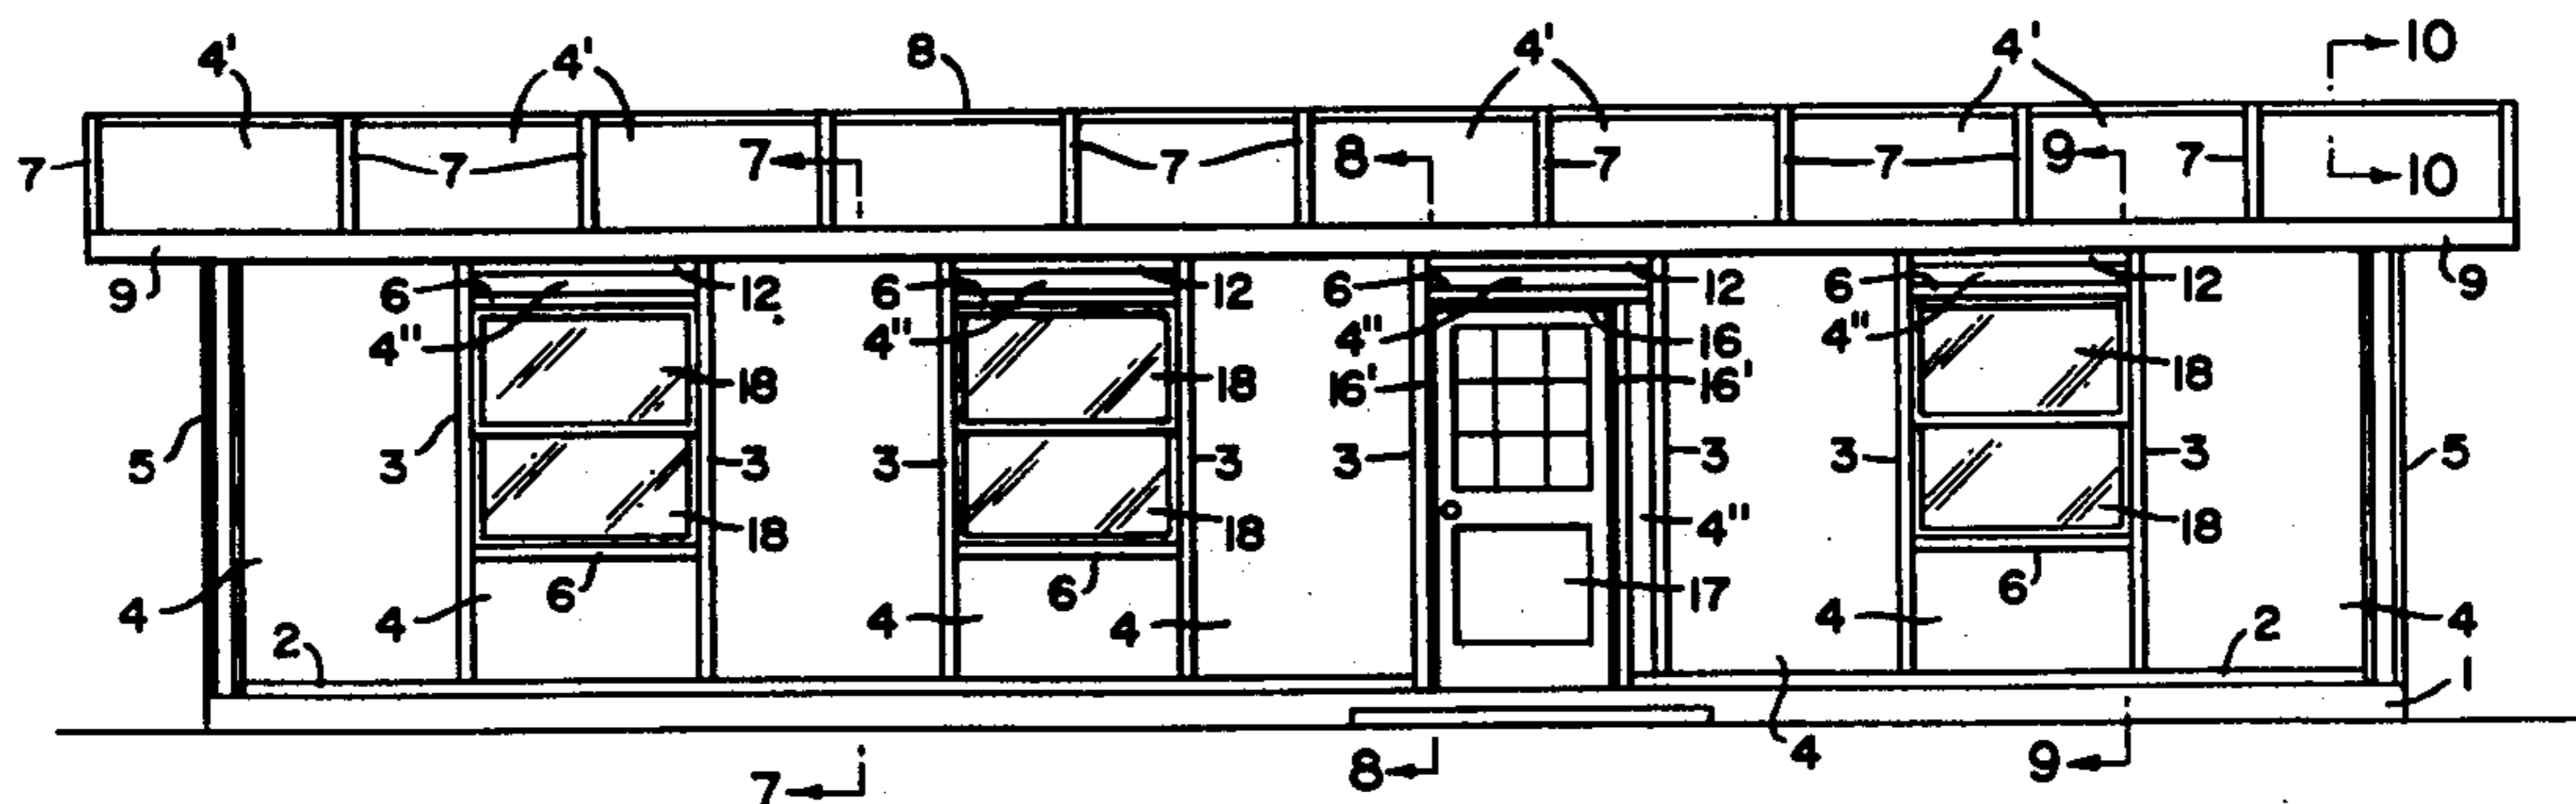 4' 4' 8 4' 4' 10
7 7 7 7 8 7 7 9 7 10
9 6 12 6 12 6 12 6 12 9
4" 4" 4" 16 4"
18 18 16' 16' 18
5 3 3 3 3 3 3 3 3 5
18 18 4" 18
4 4 6 4 6 4 17 4 6 4
2 2 1
7 8 4 9